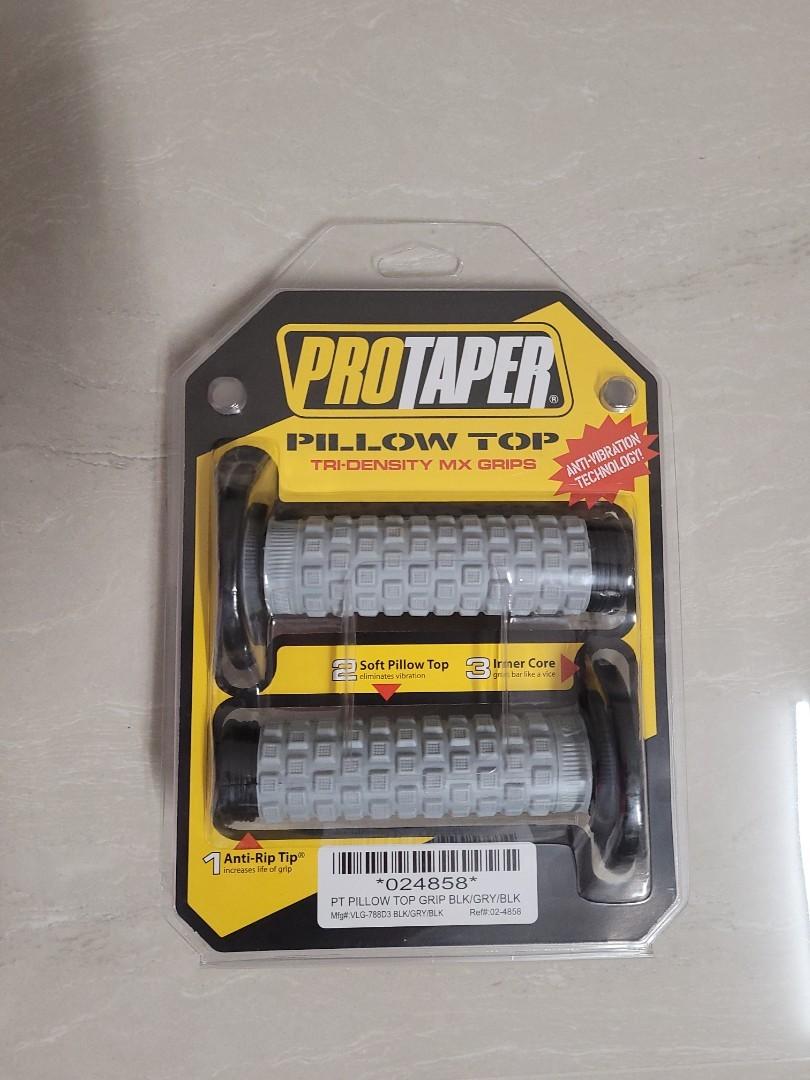 PROTAPER®
PILLOW TOP
TRI-DENSITY MX GRIPS
ANTI-VIBRATION
TECHNOLOGY!
2 Soft Pillow Top
eliminates vibration
3 Inner Core
grips bar like a vice
1 Anti-Rip Tip®
increases life of grip
*024858*
PT PILLOW TOP GRIP BLK/GRY/BLK
Mfg#:VLG-788D3 BLK/GRY/BLK Ref#:02-4858